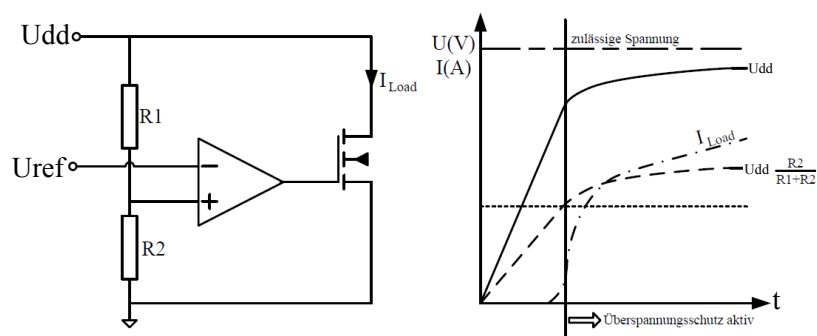 Udd
I Load
R1
Uref
R2
U(V)
I(A)
zulässige Spannung
Udd
I Load
Udd R2
R1+R2
t
Überspannungsschutz aktiv